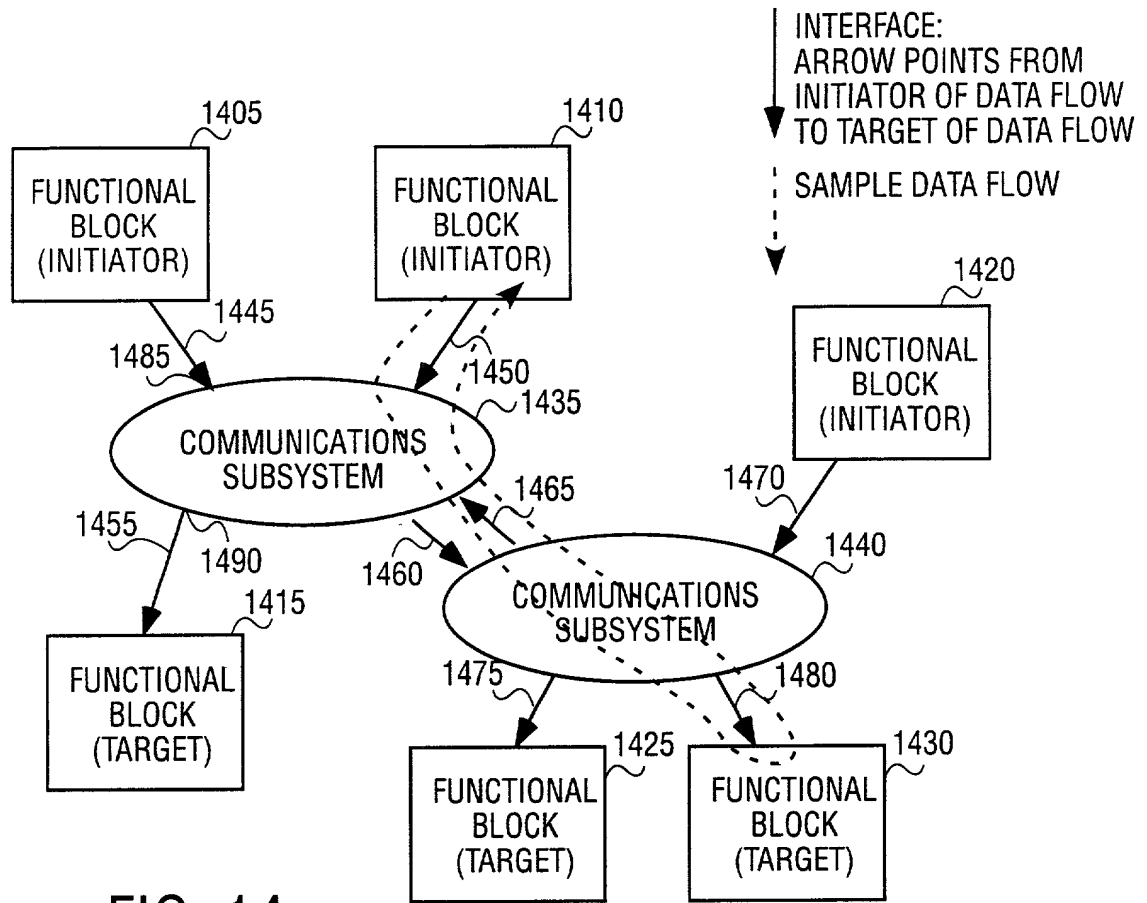 INTERFACE:
ARROW POINTS FROM
INITIATOR OF DATA FLOW
TO TARGET OF DATA FLOW
SAMPLE DATA FLOW
1405
FUNCTIONAL
BLOCK
(INITIATOR)
1410
FUNCTIONAL
BLOCK
(INITIATOR)
1420
FUNCTIONAL
BLOCK
(INITIATOR)
1445
1485
1450
1435
COMMUNICATIONS
SUBSYSTEM
1470
1465
1455
1490
1460
1440
COMMUNICATIONS
SUBSYSTEM
1415
FUNCTIONAL
BLOCK
(TARGET)
1475
1480
1425
FUNCTIONAL
BLOCK
(TARGET)
1430
FUNCTIONAL
BLOCK
(TARGET)
FIG. 14